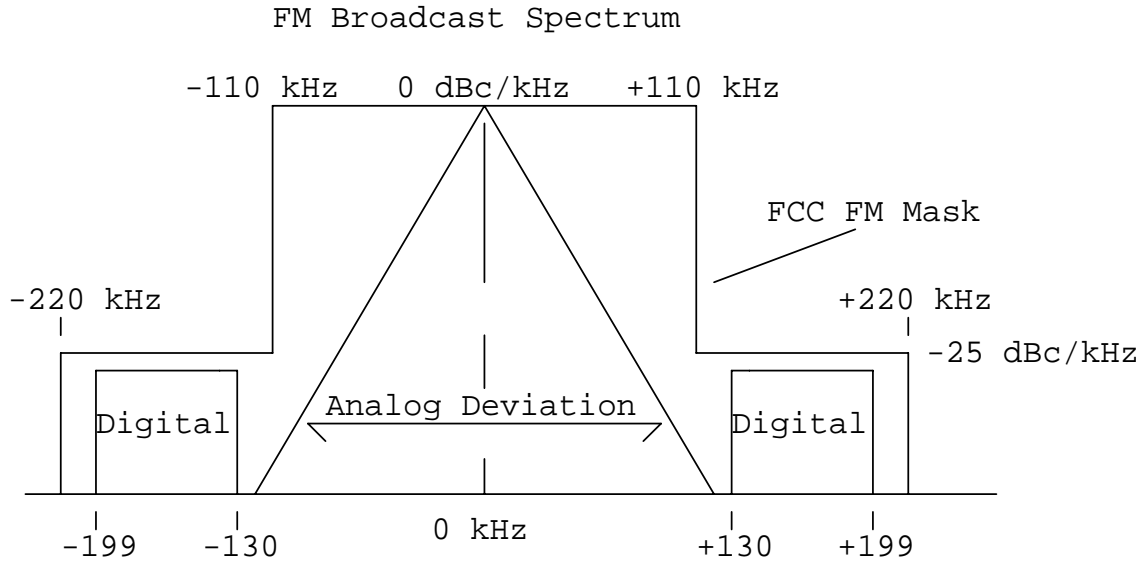 FM Broadcast Spectrum
-110 kHz
0 dBc/kHz
+110 kHz
FCC FM Mask
-220 kHz
+220 kHz
-25 dBc/kHz
Analog Deviation
Digital
Digital
0 kHz
-199
-130
+130
+199